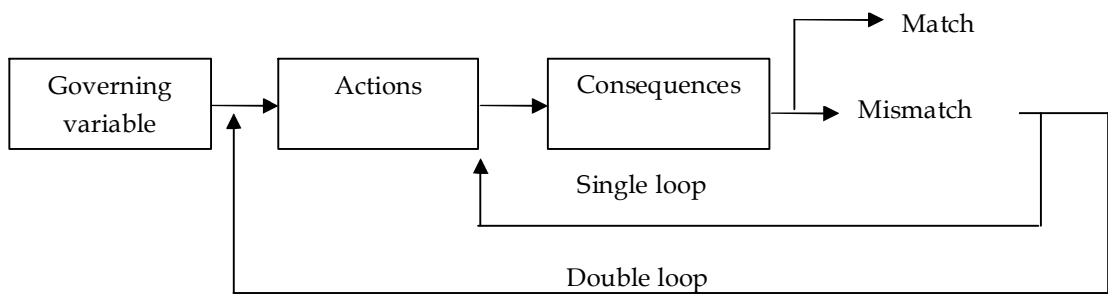 Match
Governing
variable
Actions
Consequences
Mismatch
Single loop
Double loop